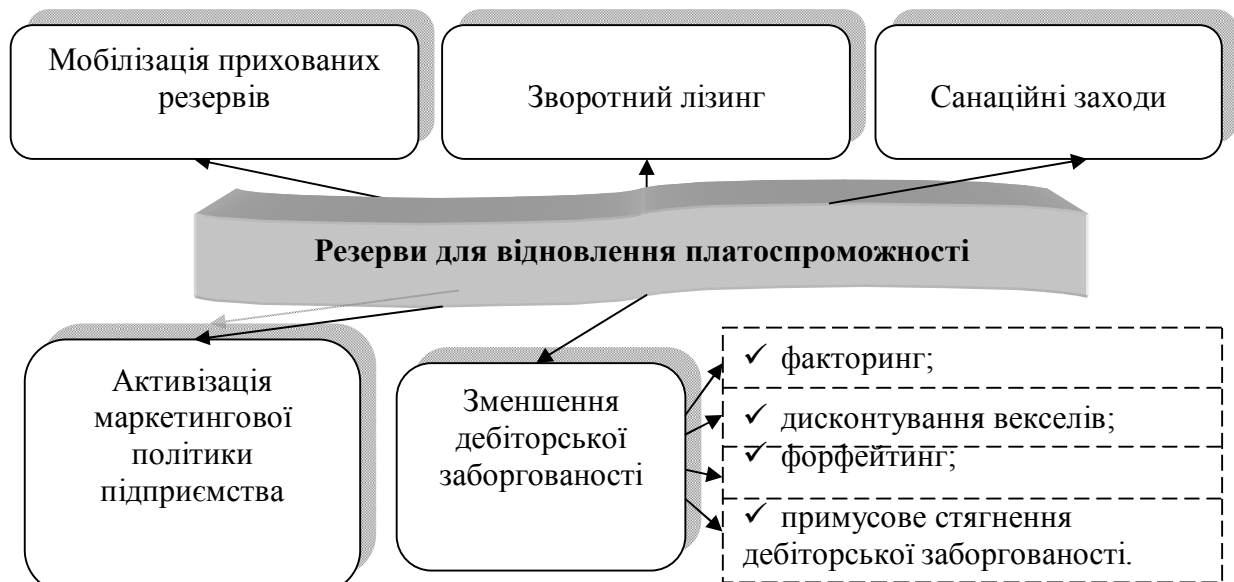 Мобілізація прихованих
резервів
Зворотний лізинг
Санаційні заходи
Резерви для відновлення платоспроможності
Активізація
маркетингової
політики
підприємства
Зменшення
дебіторської
заборгованості
✓ факторинг;
✓ дисконтування векселів;
✓ форфейтинг;
✓ примусове стягнення
дебіторської заборгованості.